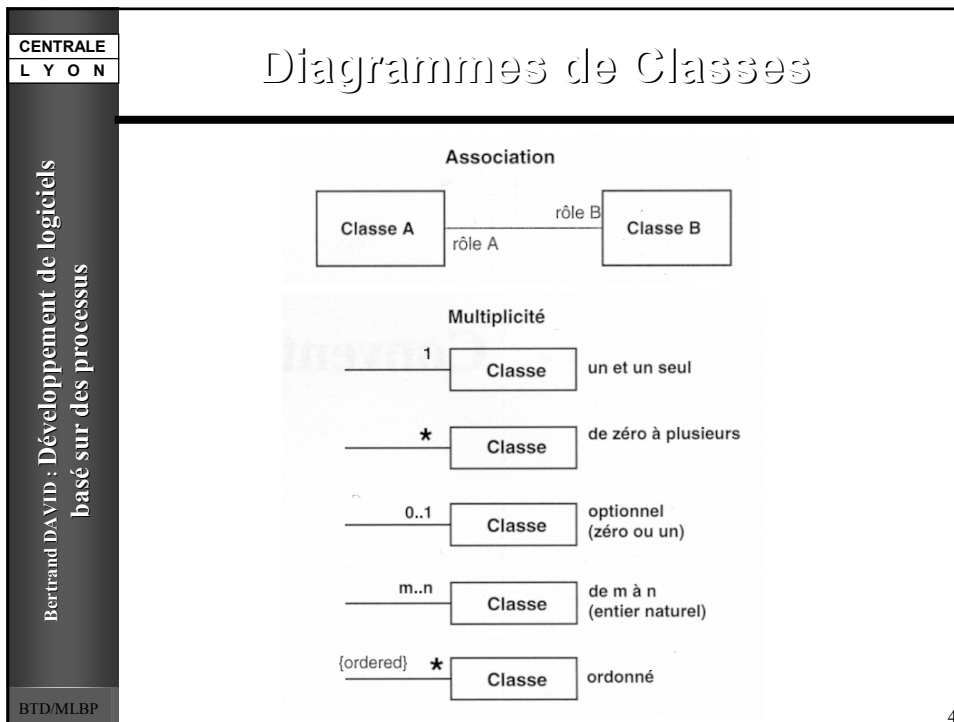 CENTRALE
L Y O N
Diagrammes de Classes
Bertrand DAVID : Développement de logiciels
basé sur des processus
BTD/MLBP
Association
Classe A
rôle A
rôle B
Classe B
Multiplicité
1
Classe
un et un seul
*
Classe
de zéro à plusieurs
0..1
Classe
optionnel
(zéro ou un)
m..n
Classe
de m à n
(entier naturel)
{ordered} *
Classe
ordonné
4